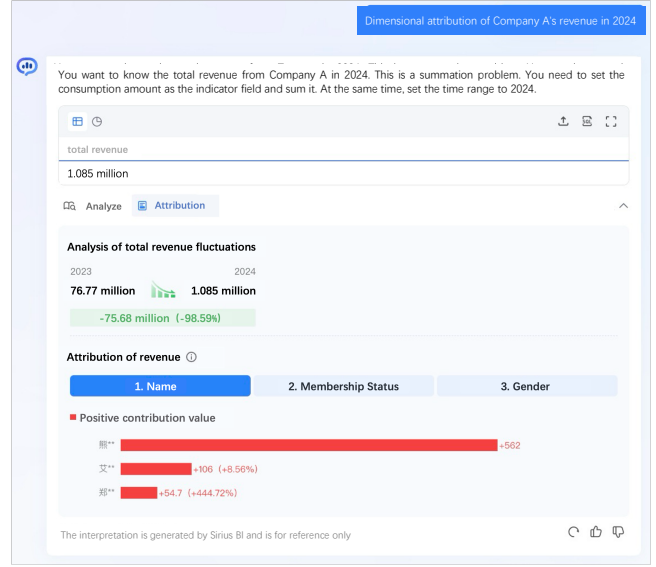 Dimensional attribution of Company A's revenue in 2024
You want to know the total revenue from Company A in 2024. This is a summation problem. You need to set the
consumption amount as the indicator field and sum it. At the same time, set the time range to 2024.
total revenue
1.085 million
Analyze
Attribution
Analysis of total revenue fluctuations
2023 2024
76.77 million 1.085 million
-75.68 million (-98.59%)
Attribution of revenue
1. Name 2. Membership Status 3. Gender
Positive contribution value
熊** +562
艾** +106 (+8.56%)
郑** +54.7 (+444.72%)
The interpretation is generated by Sirius BI and is for reference only